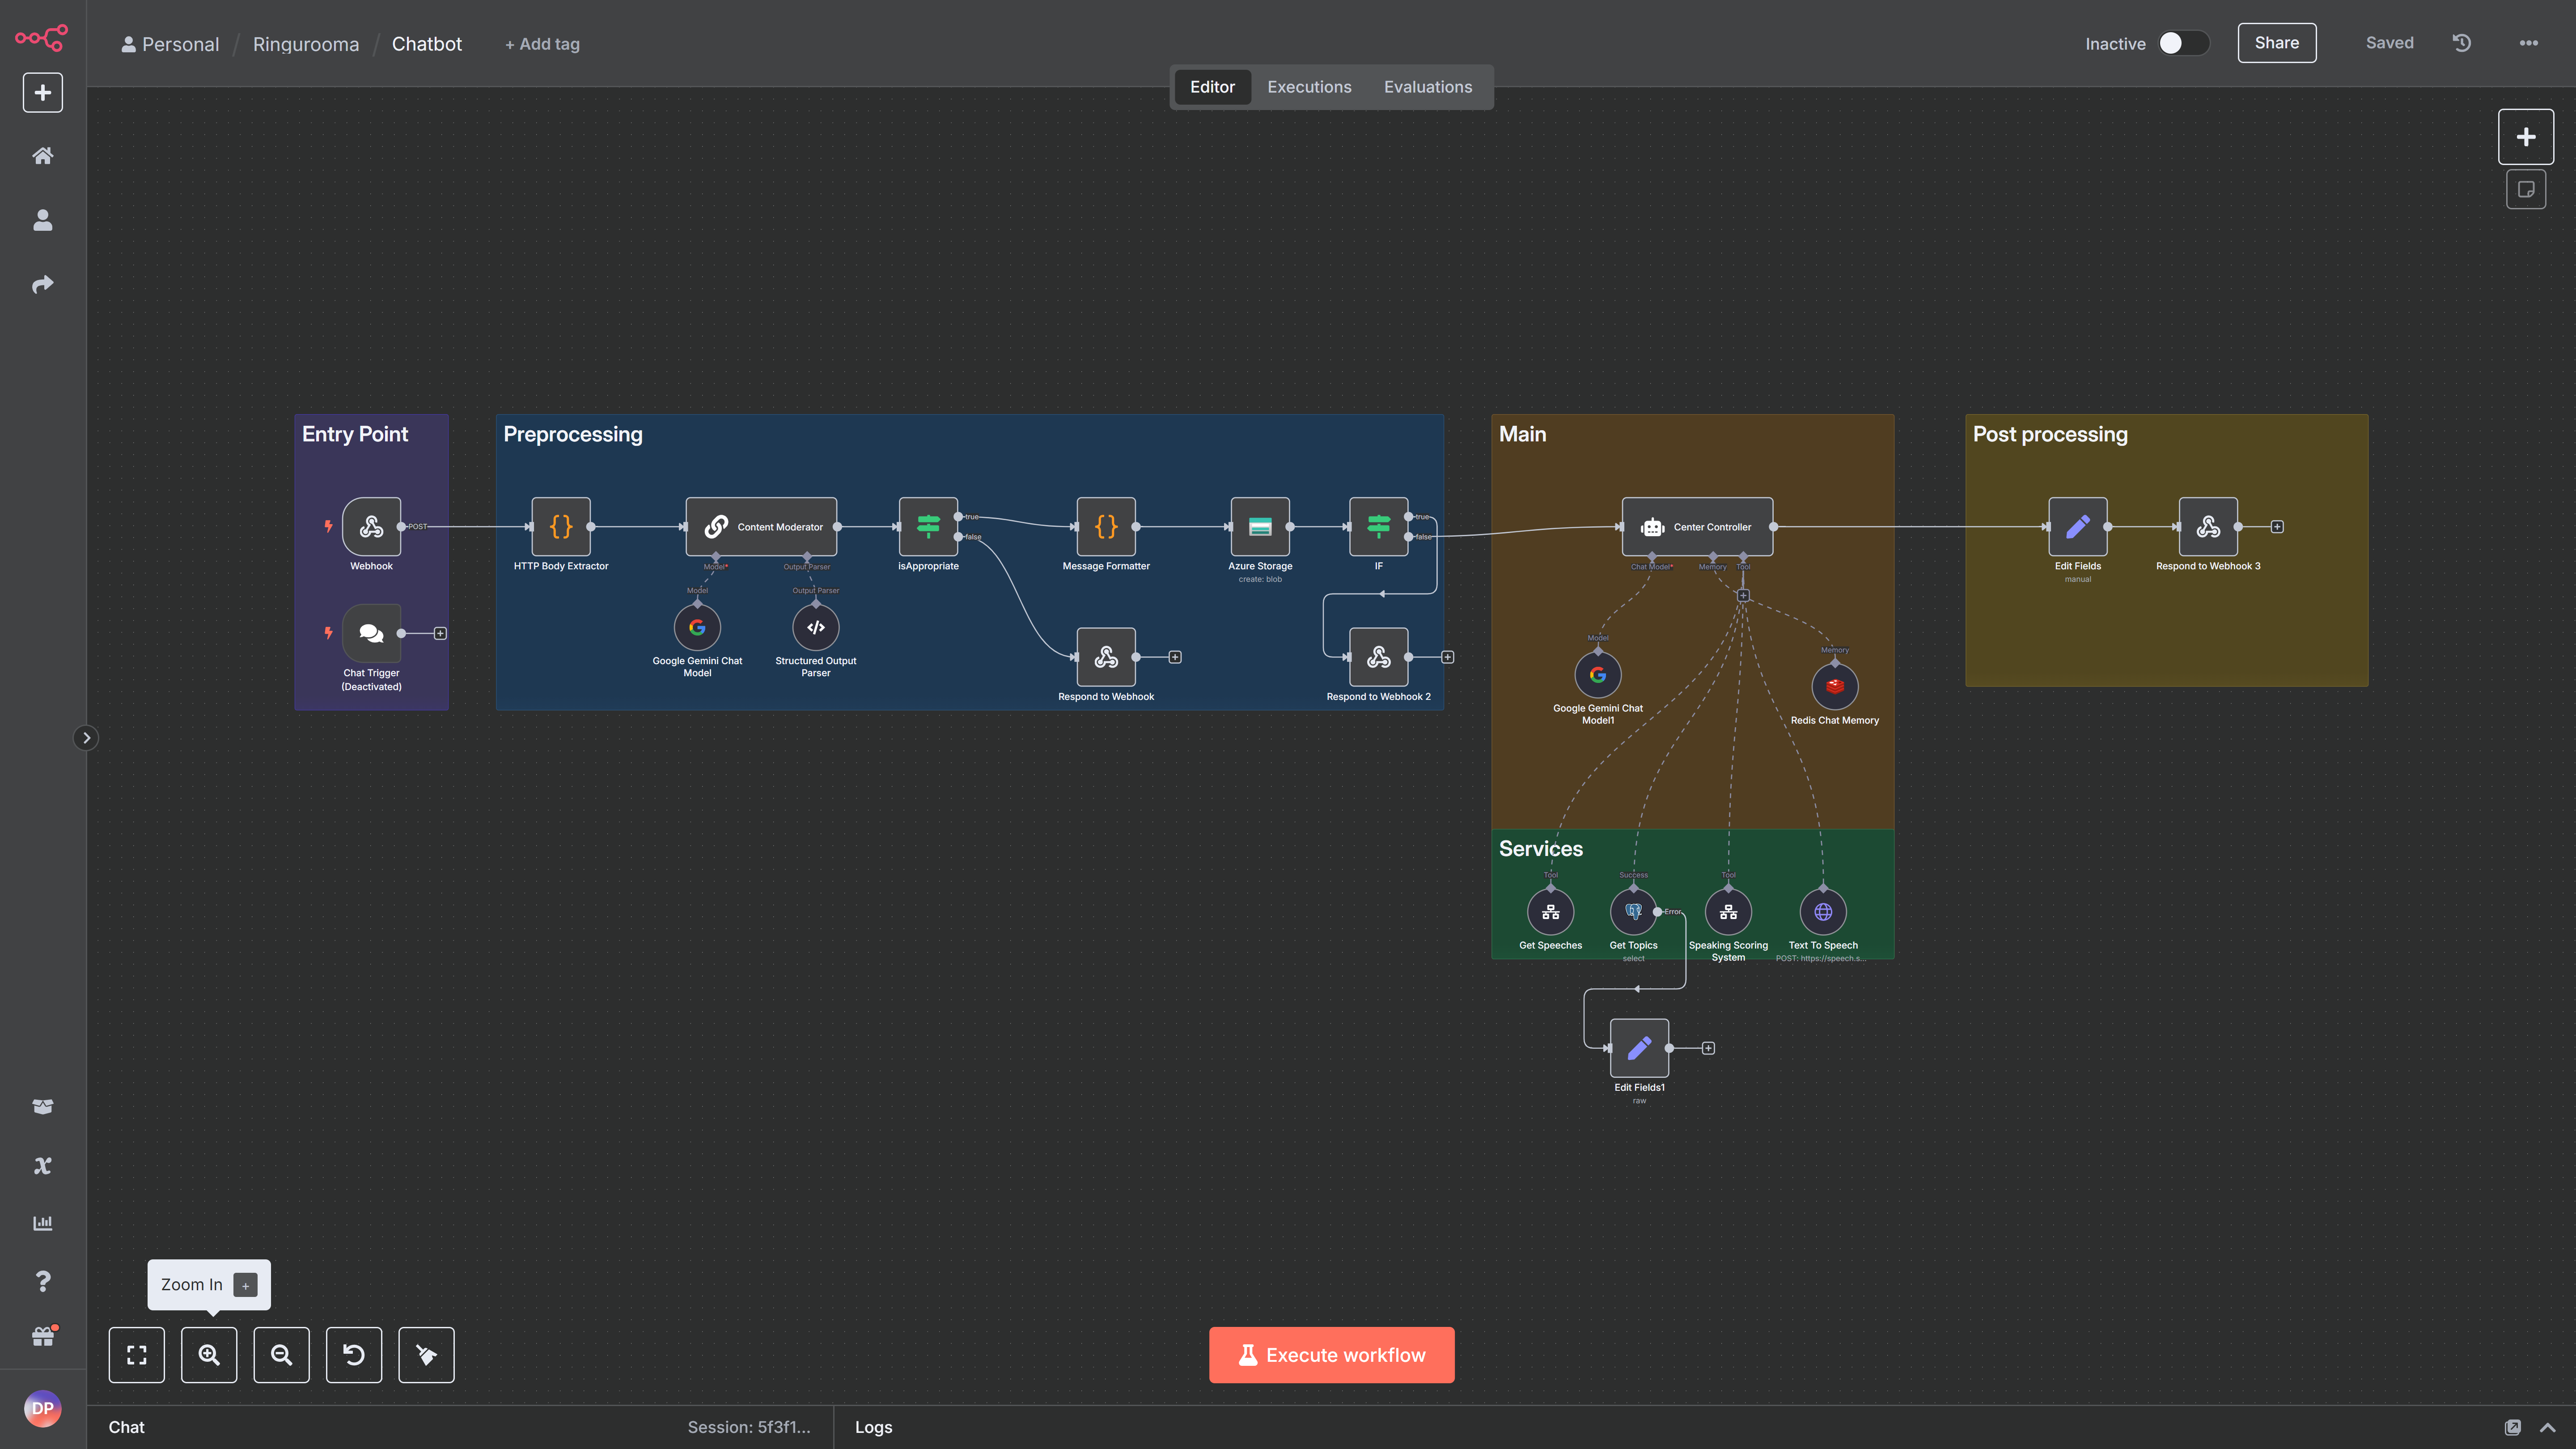 Personal / Ringurooma / Chatbot + Add tag
Inactive
Share
Saved
Editor Executions Evaluations
Entry Point
Webhook
POST
Chat Trigger
(Deactivated)
Preprocessing
HTTP Body Extractor
Content Moderator
Model*
Output Parser
Model
Output Parser
Google Gemini Chat
Model
Structured Output
Parser
true
false
isAppropriate
Message Formatter
Respond to Webhook
Azure Storage
create: blob
true
false
IF
Respond to Webhook 2
Main
Center Controller
Chat Model*
Memory
Tool
Model
Google Gemini Chat
Model1
Memory
Redis Chat Memory
Services
Tool
Get Speeches
Success
Error
Get Topics
select
Tool
Speaking Scoring
System
Text To Speech
POST: https://speech.s...
Edit Fields1
raw
Post processing
Edit Fields
manual
Respond to Webhook 3
Zoom In +
Execute workflow
DP
Chat
Session: 5f3f1...
Logs